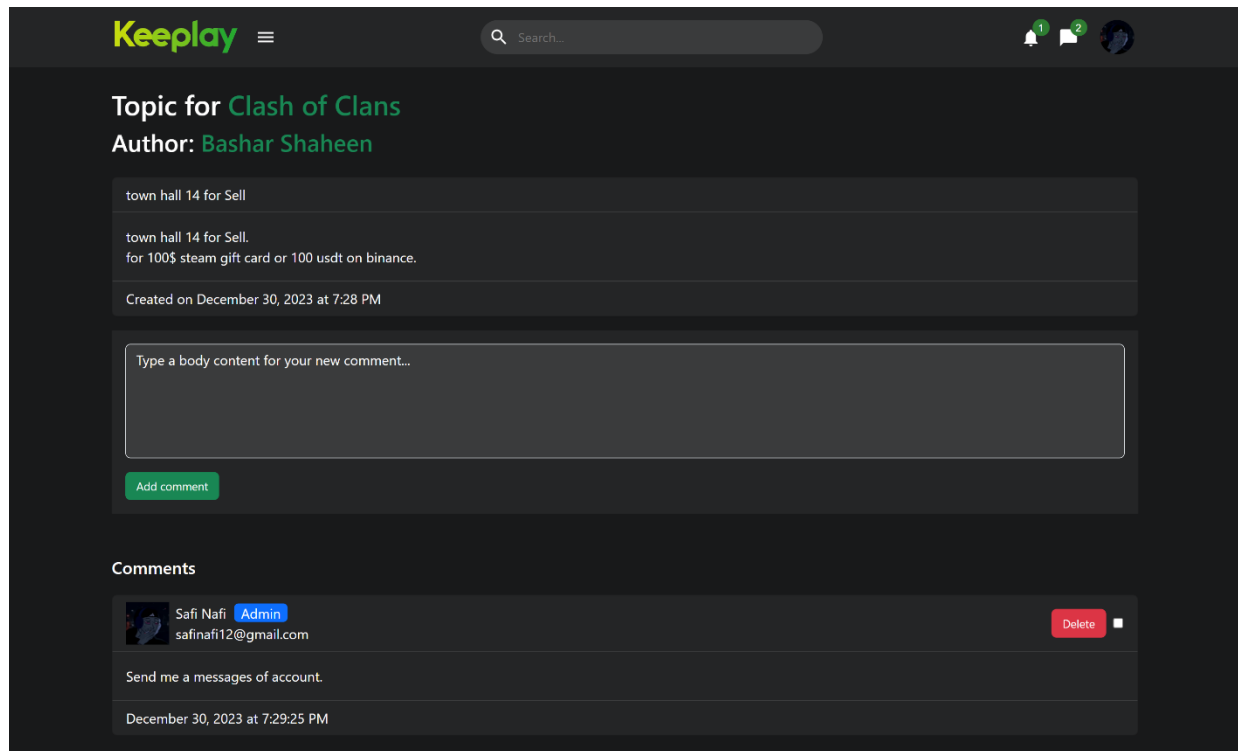 Keeplay
Search...
1
2
Topic for Clash of Clans
Author: Bashar Shaheen
town hall 14 for Sell
town hall 14 for Sell.
for 100$ steam gift card or 100 usdt on binance.
Created on December 30, 2023 at 7:28 PM
Type a body content for your new comment...
Add comment
Comments
Safi Nafi Admin
safinafi12@gmail.com
Delete
Send me a messages of account.
December 30, 2023 at 7:29:25 PM